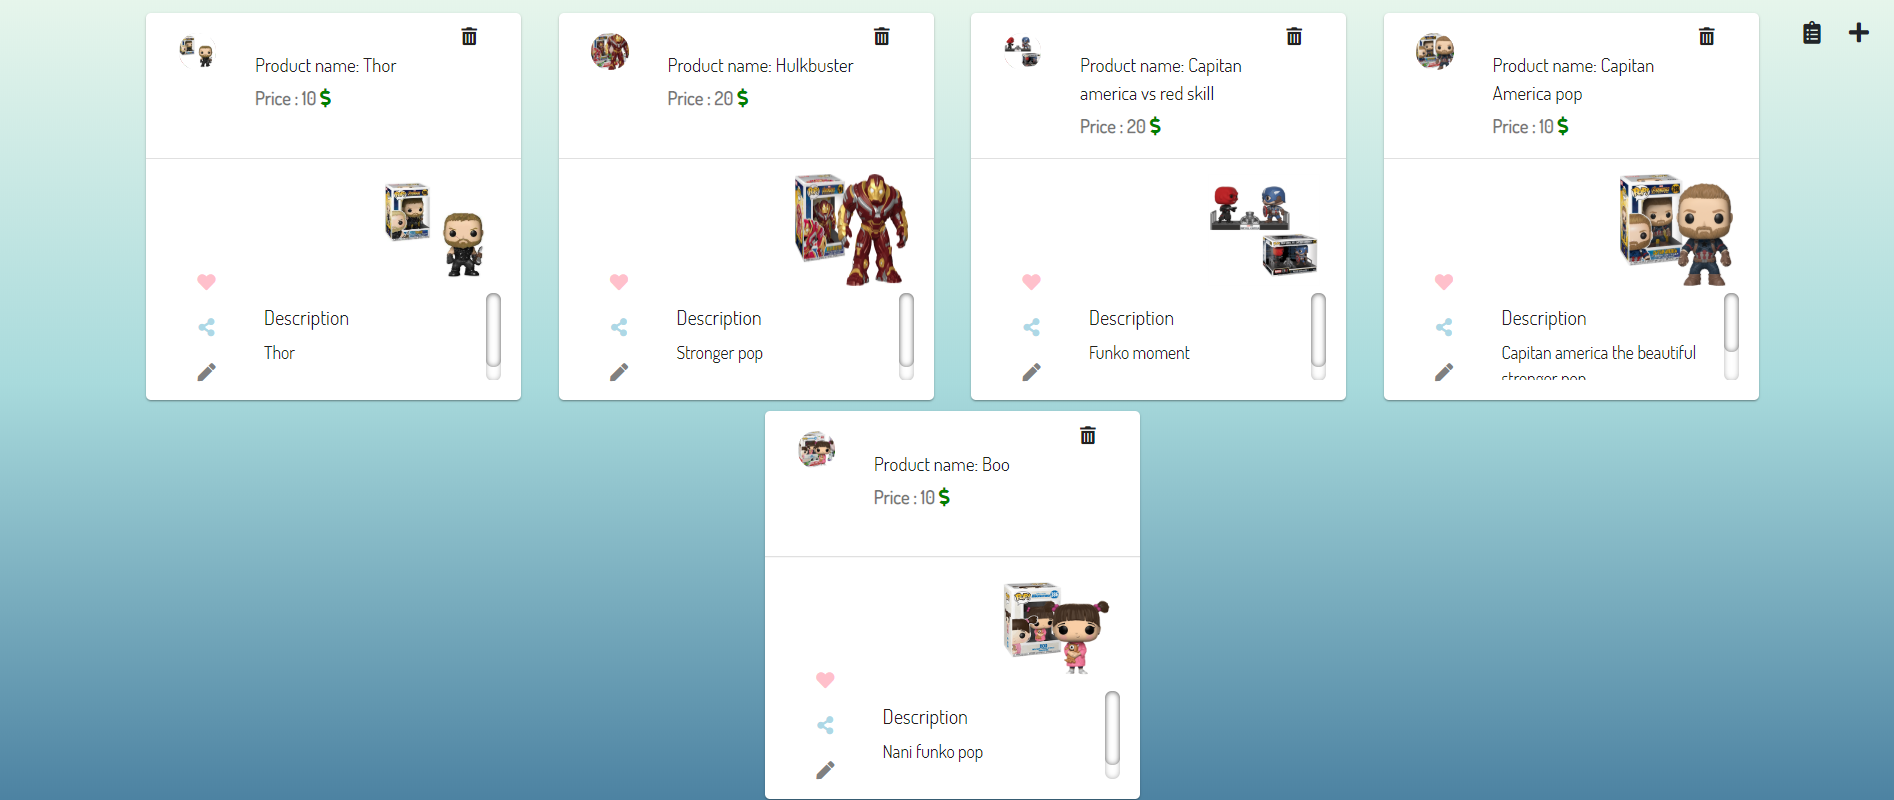 Product name: Thor
Price : 10 $
Description
Thor
Product name: Hulkbuster
Price : 20 $
Description
Stronger pop
Product name: Capitan
america vs red skill
Price : 20 $
Description
Funko moment
Product name: Capitan
America pop
Price : 10 $
Description
Capitan america the beautiful
stronger pop
Product name: Boo
Price : 10 $
Description
Nani funko pop